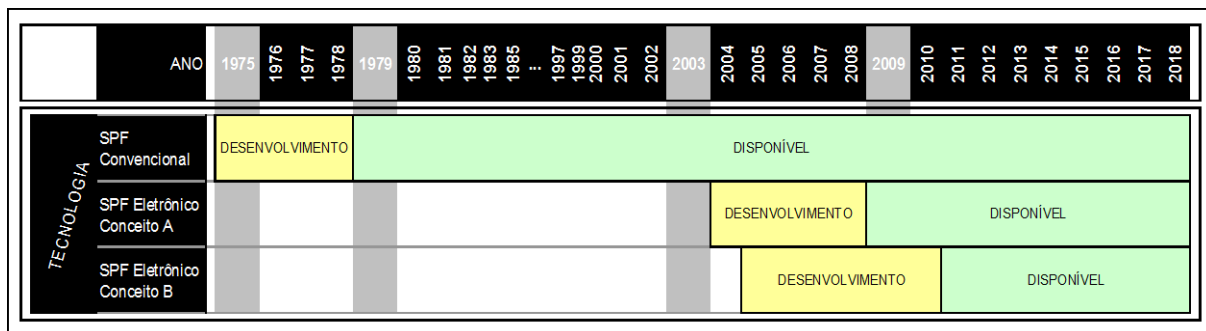 ANO 1975 1976 1977 1978 1979 1980 1981 1982 1983 1985 ... 1997 1999 2000 2001 2002 2003 2004 2005 2006 2007 2008 2009 2010 2011 2012 2013 2014 2015 2016 2017 2018
TECNOLOGIA
SPF
Convencional
DESENVOLVIMENTO DISPONÍVEL
SPF Eletrônico
Conceito A
DESENVOLVIMENTO DISPONÍVEL
SPF Eletrônico
Conceito B
DESENVOLVIMENTO DISPONÍVEL